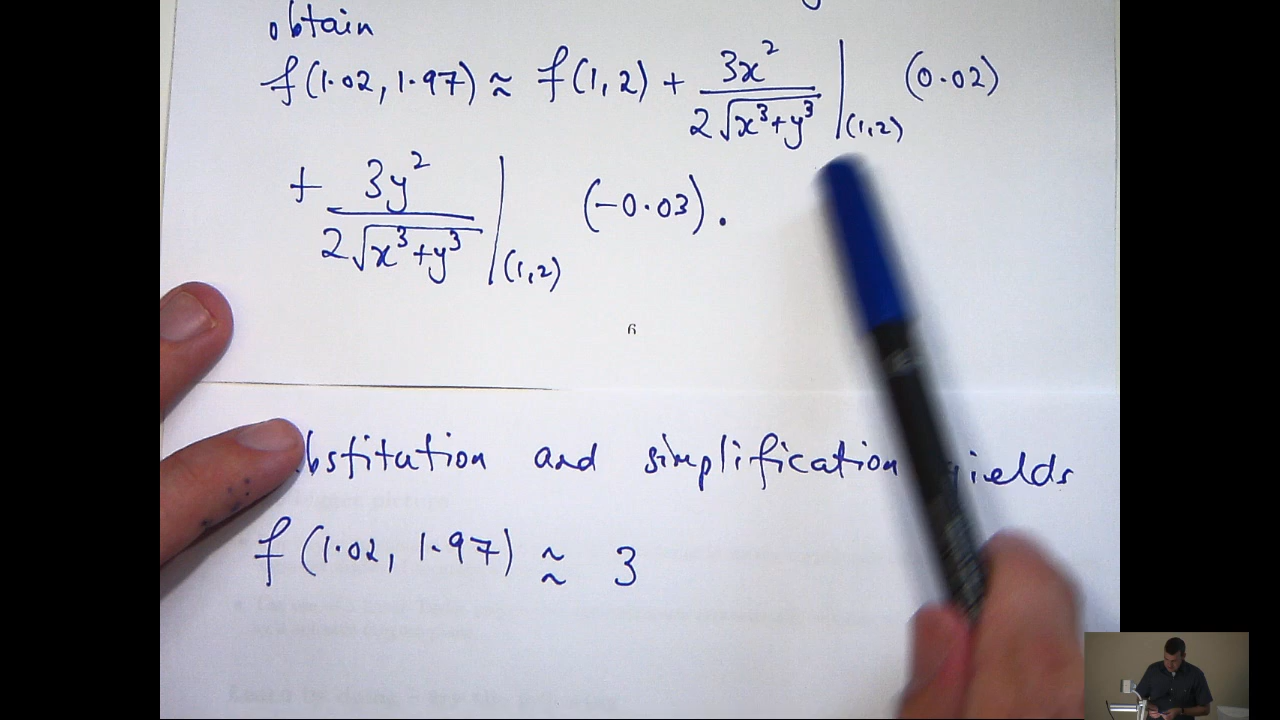 obtain
f(1.02, 1.97) ≈ f(1,2) + 3x² / 2√(x³+y³) |(1,2) (0.02)
+ 3y² / 2√(x³+y³) |(1,2) (-0.03).
6
bstitution and simplification yields
f(1.02, 1.97) ≈ 3